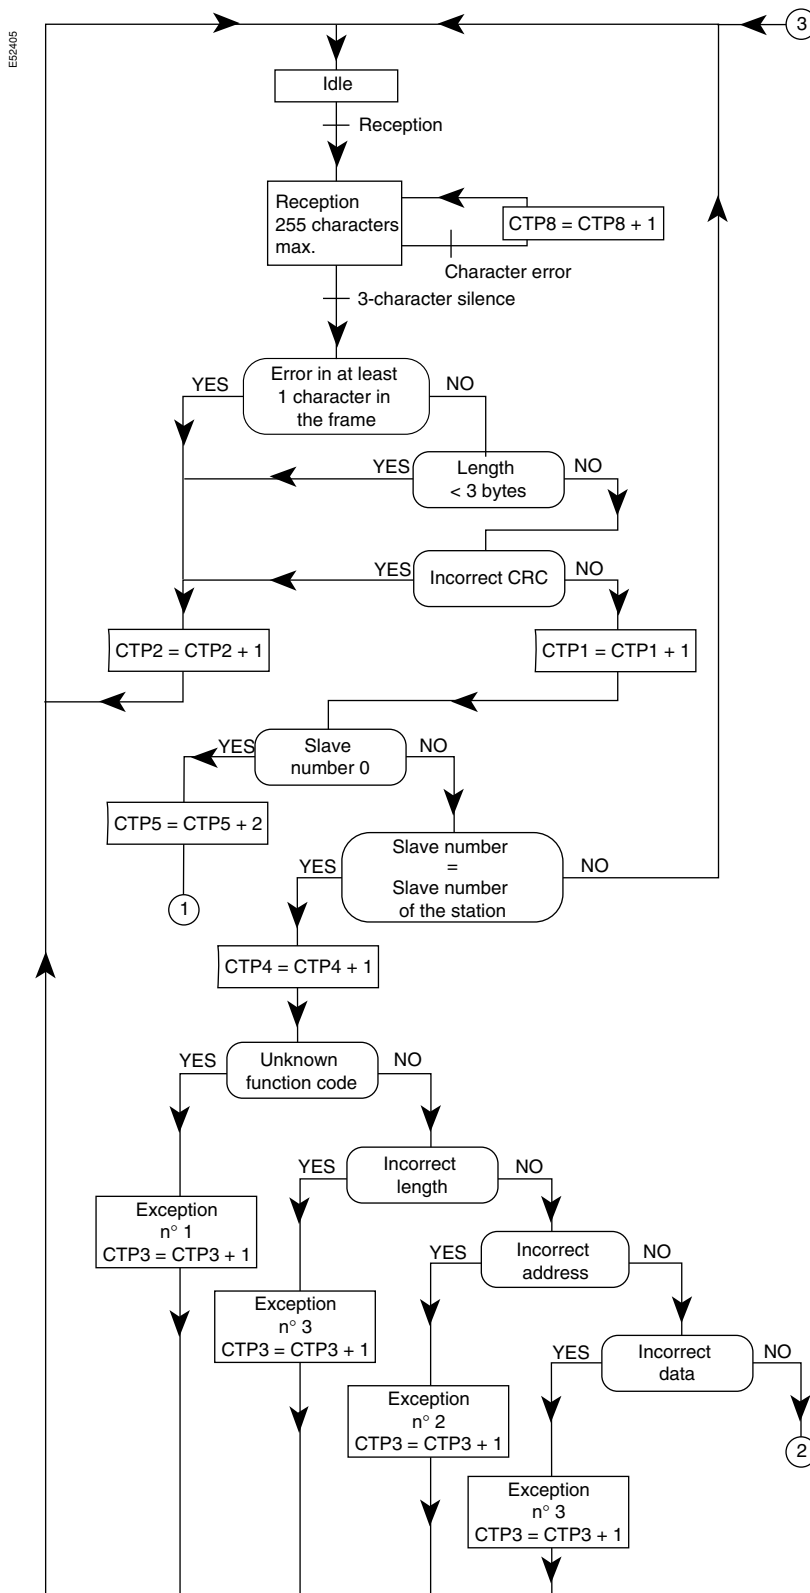 E52405
3
Idle
Reception
Reception
255 characters
max.
CTP8 = CTP8 + 1
Character error
3-character silence
YES
Error in at least
1 character in
the frame
NO
YES
Length
< 3 bytes
NO
YES
Incorrect CRC
NO
CTP2 = CTP2 + 1
CTP1 = CTP1 + 1
YES
Slave
number 0
NO
CTP5 = CTP5 + 2
1
YES
Slave number
=
Slave number
of the station
NO
CTP4 = CTP4 + 1
YES
Unknown
function code
NO
YES
Incorrect
length
NO
Exception
n° 1
CTP3 = CTP3 + 1
YES
Incorrect
address
NO
Exception
n° 3
CTP3 = CTP3 + 1
YES
Incorrect
data
NO
Exception
n° 2
CTP3 = CTP3 + 1
2
Exception
n° 3
CTP3 = CTP3 + 1